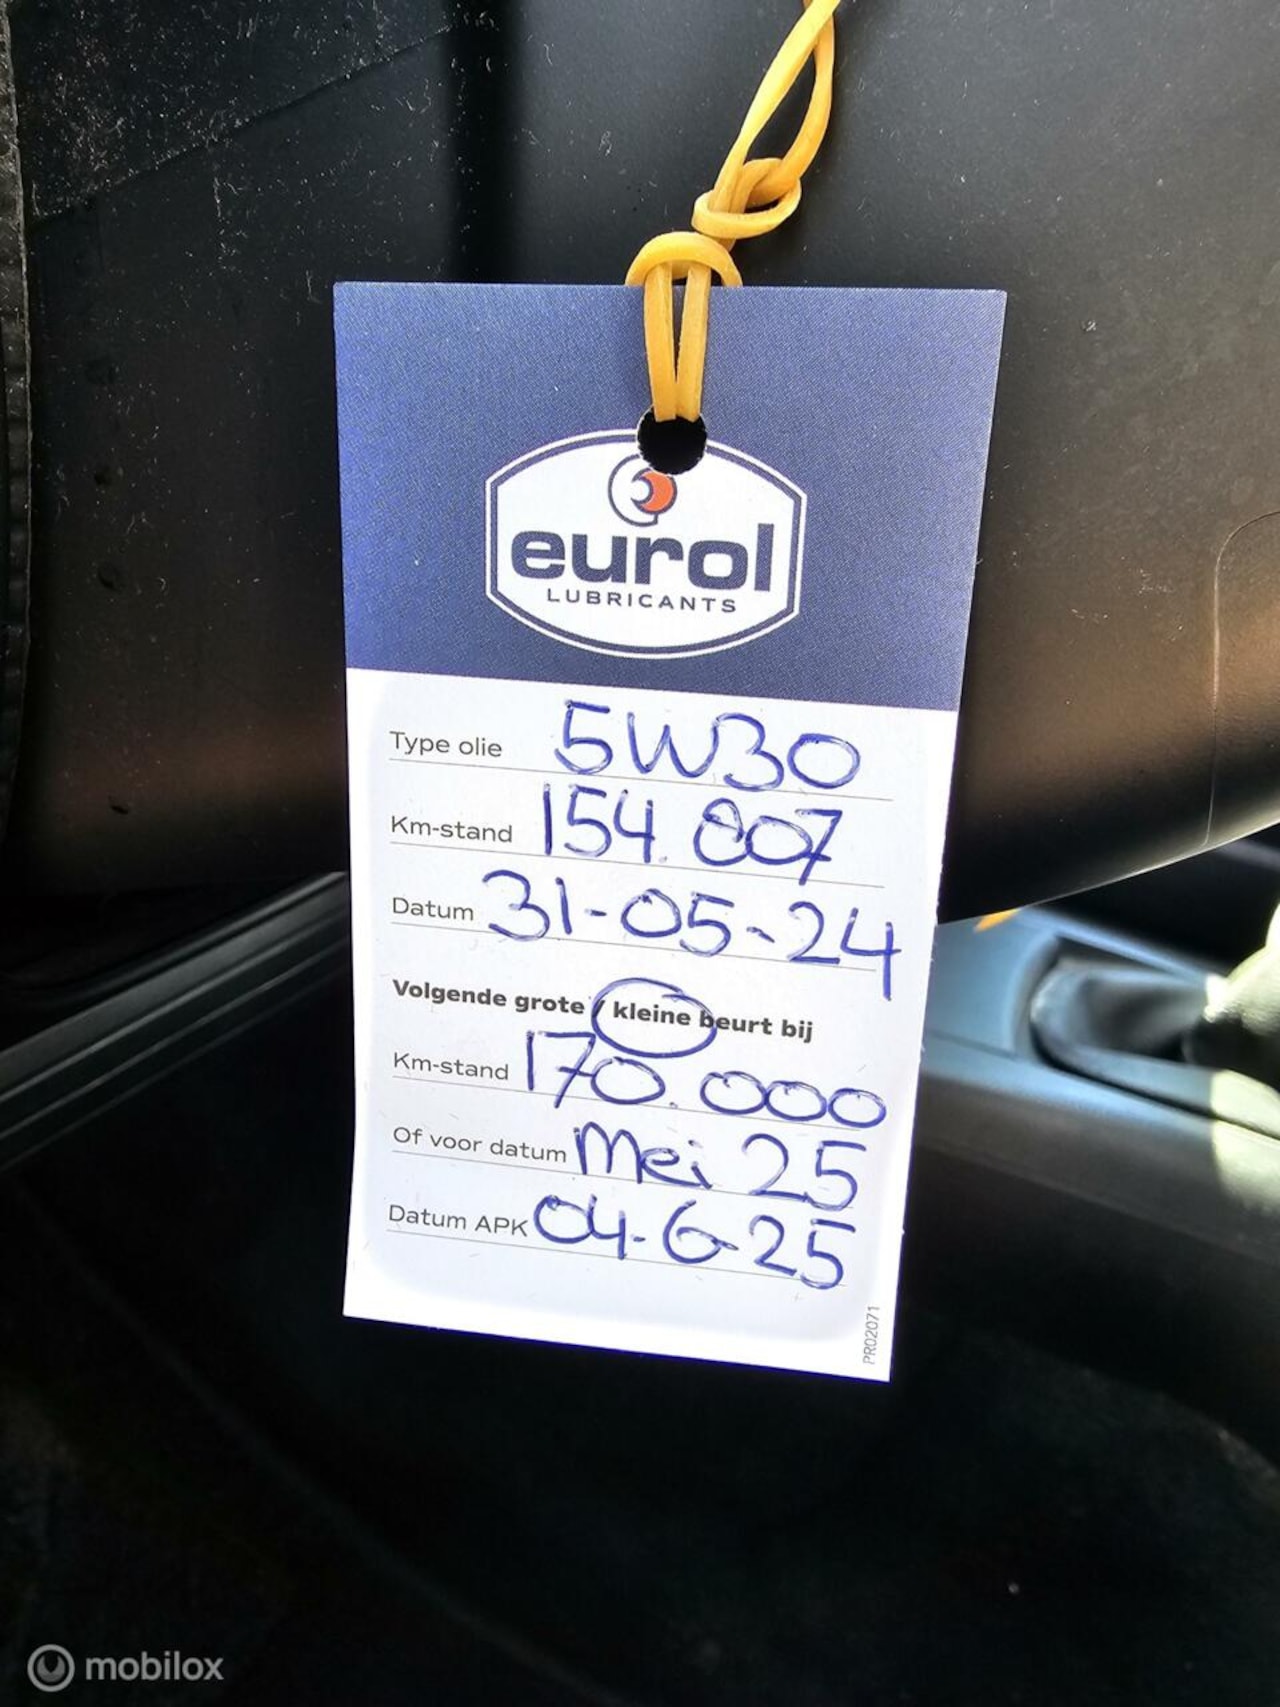 eurol
LUBRICANTS
Type olie 5W30
Km-stand 154.807
Datum 31-05-24
Volgende grote / kleine beurt bij
Km-stand 170.000
Of voor datum Mei 25
Datum APK 04-6-25
PR02071
mobilox